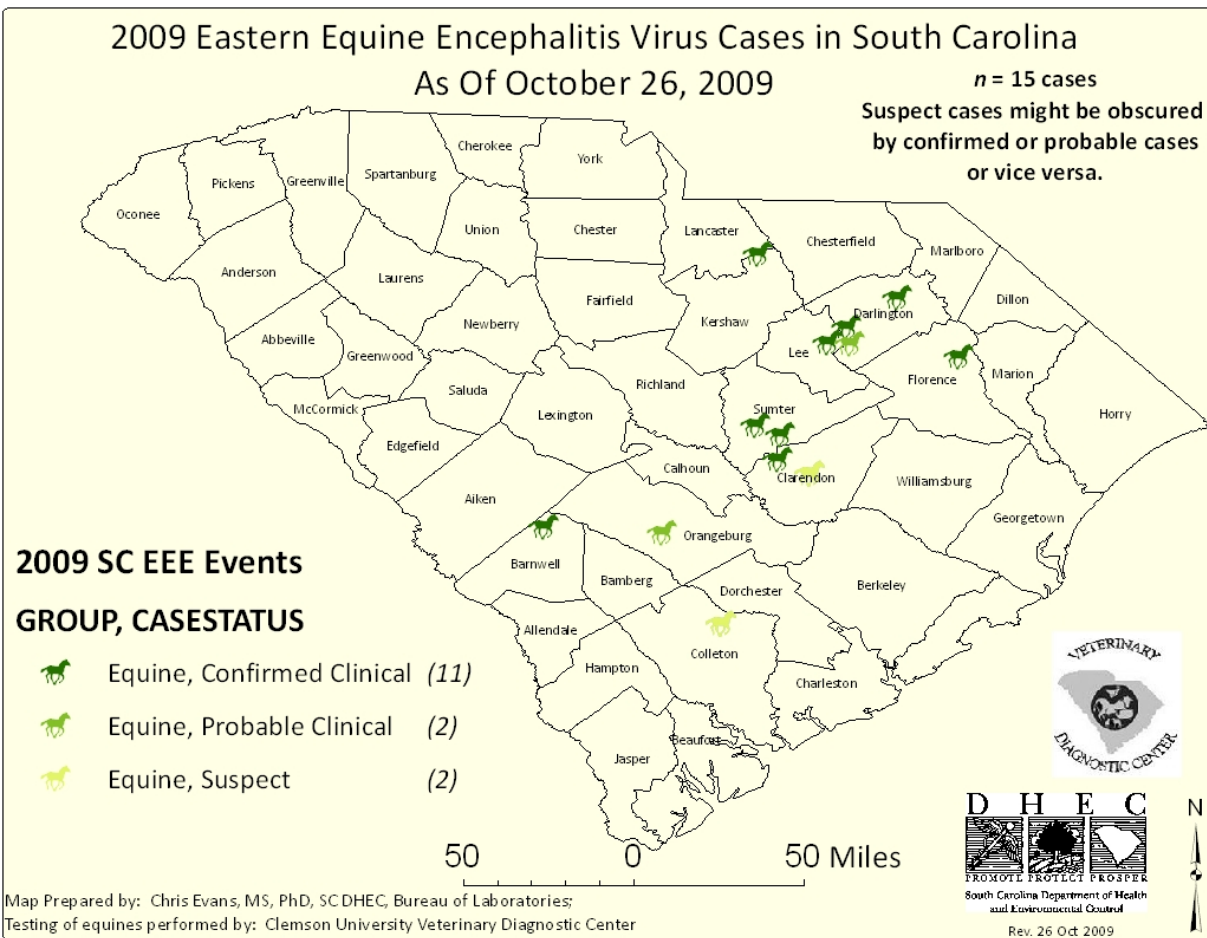 2009 Eastern Equine Encephalitis Virus Cases in South Carolina
As Of October 26, 2009
n = 15 cases
Suspect cases might be obscured
by confirmed or probable cases
or vice versa.
Cherokee
York
Spartanburg
Greenville
Pickens
Oconee
Union
Chester
Lancaster
Chesterfield
Marlboro
Anderson
Laurens
Dillon
Fairfield
Darlington
Kershaw
Newberry
Abbeville
Greenwood
Lee
Marion
Florence
Richland
Saluda
McCormick
Lexington
Sumter
Horry
Edgefield
Calhoun
Clarendon
Williamsburg
Aiken
Georgetown
Orangeburg
Barnwell
Bamberg
Dorchester
Berkeley
Allendale
Colleton
Hampton
Charleston
Beaufort
Jasper
2009 SC EEE Events
GROUP, CASESTATUS
Equine, Confirmed Clinical (11)
Equine, Probable Clinical (2)
Equine, Suspect (2)
50 0 50 Miles
VETERINARY
DIAGNOSTIC CENTER
D H E C
PROMOTE PROTECT PROSPER
South Carolina Department of Health
and Environmental Control
N
Rev. 26 Oct 2009
Map Prepared by: Chris Evans, MS, PhD, SC DHEC, Bureau of Laboratories;
Testing of equines performed by: Clemson University Veterinary Diagnostic Center